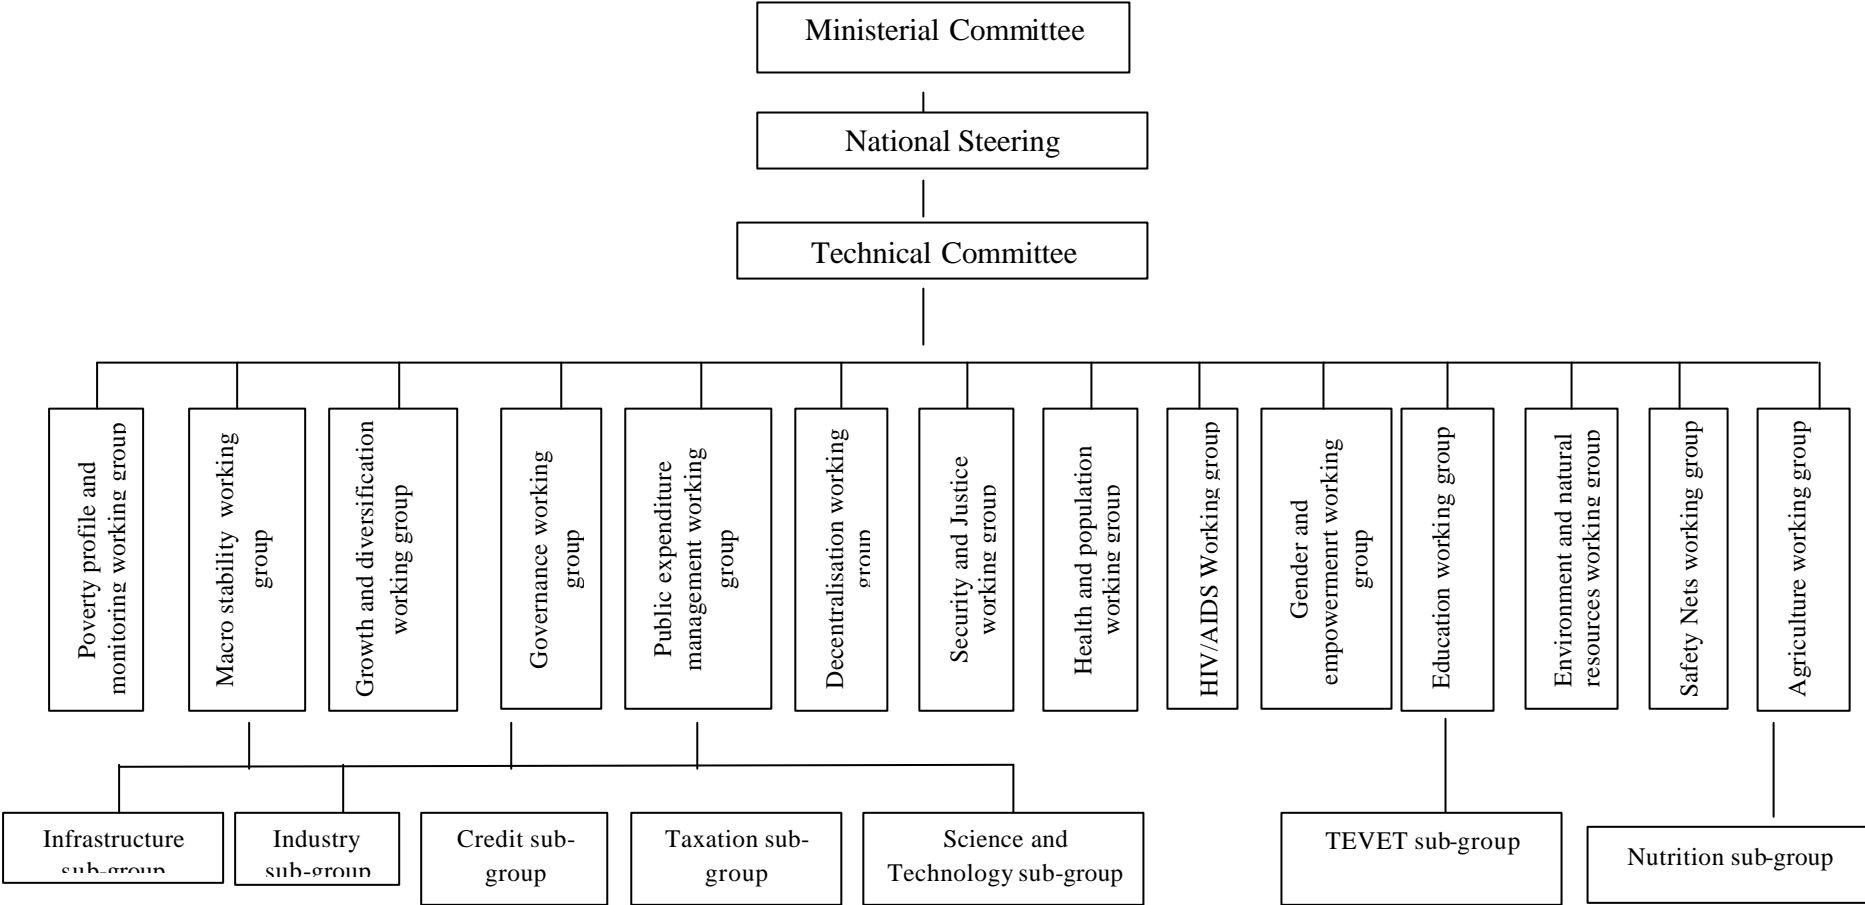 Ministerial Committee
National Steering
Technical Committee
Poverty profile and
monitoring working group
Macro stability working
group
Growth and diversification
working group
Governance working
group
Public expenditure
management working
group
Decentralisation working
group
Security and Justice
working group
Health and population
working group
HIV/AIDS Working group
Gender and
empowermenrt working
group
Education working group
Environment and natural
resources working group
Safety Nets working group
Agriculture working group
Infrastructure
sub-group
Industry
sub-group
Credit sub-
group
Taxation sub-
group
Science and
Technology sub-group
TEVET sub-group
Nutrition sub-group